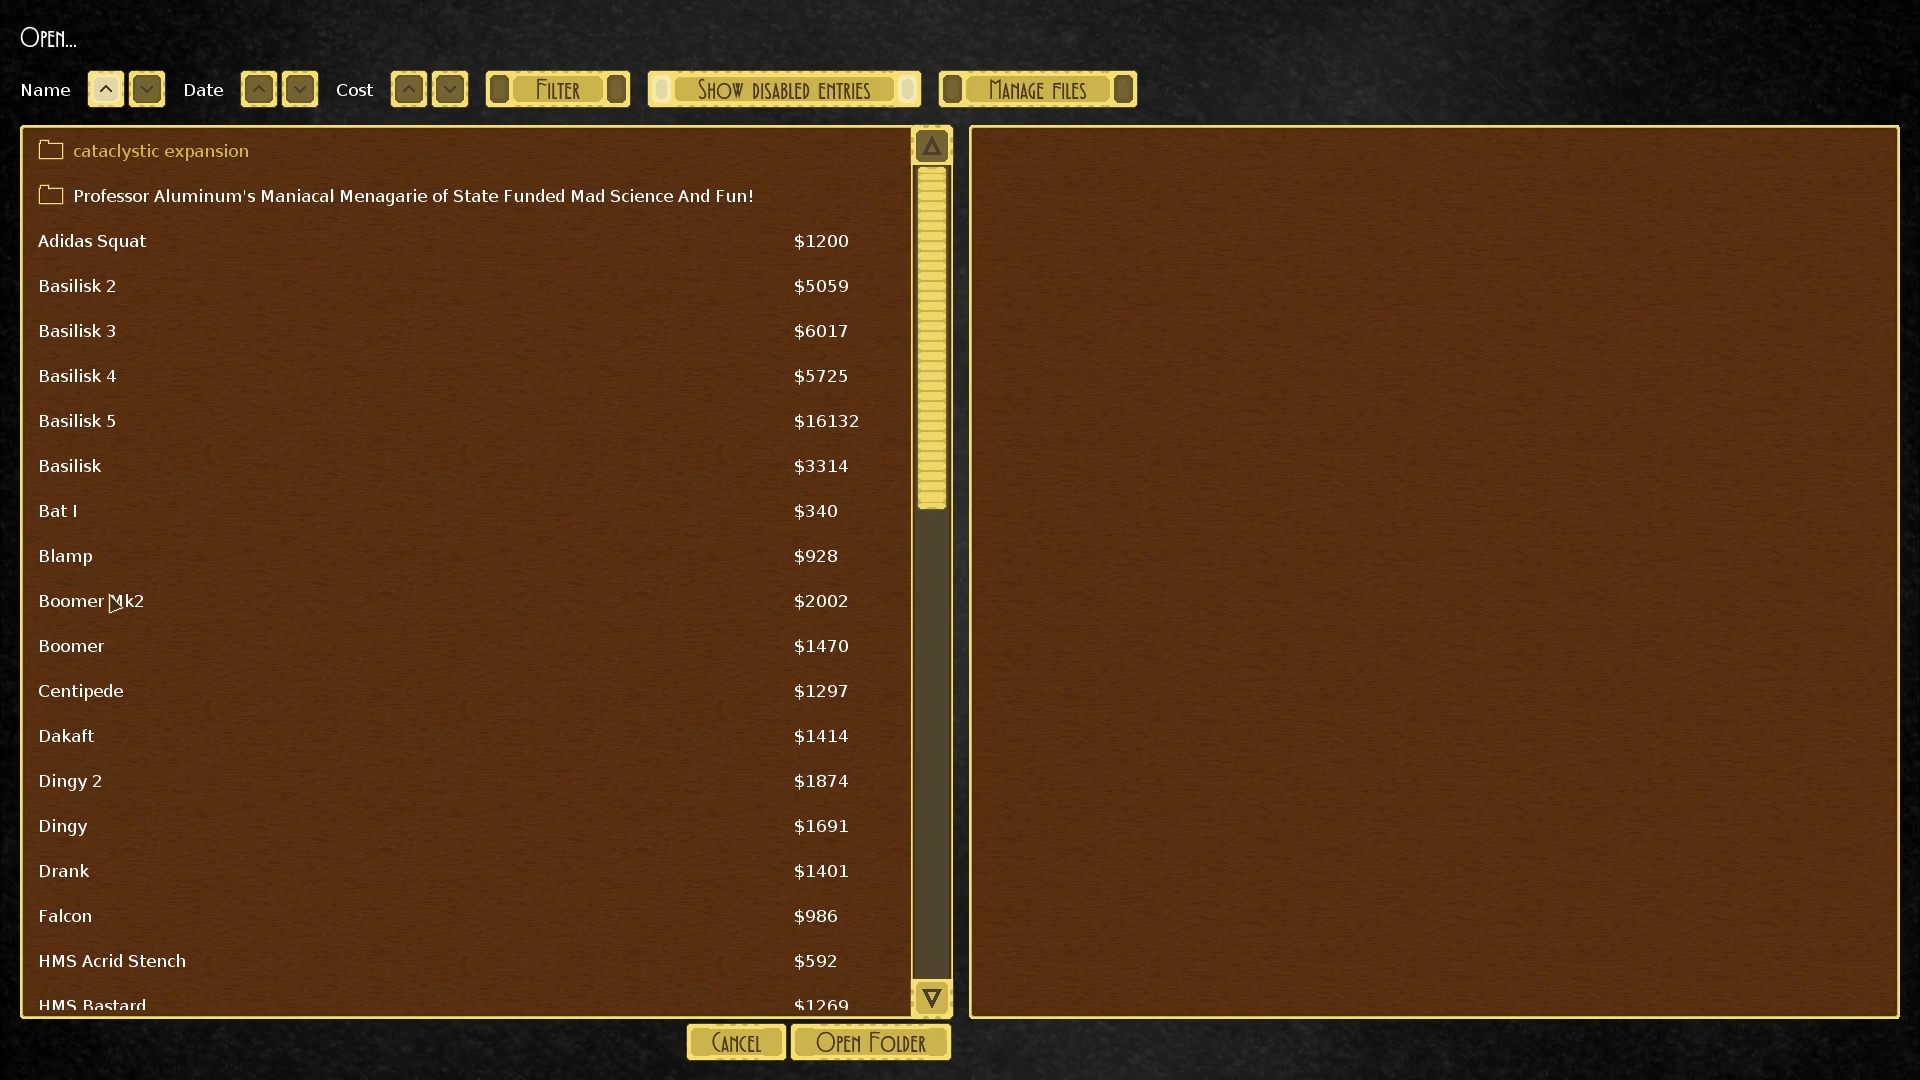 Open...
Name Date Cost Filter Show disabled entries Manage files
cataclystic expansion
Professor Aluminum's Maniacal Menagarie of State Funded Mad Science And Fun!
Adidas Squat $1200
Basilisk 2 $5059
Basilisk 3 $6017
Basilisk 4 $5725
Basilisk 5 $16132
Basilisk $3314
Bat I $340
Blamp $928
Boomer Mk2 $2002
Boomer $1470
Centipede $1297
Dakaft $1414
Dingy 2 $1874
Dingy $1691
Drank $1401
Falcon $986
HMS Acrid Stench $592
HMS Bastard $1269
Cancel Open Folder